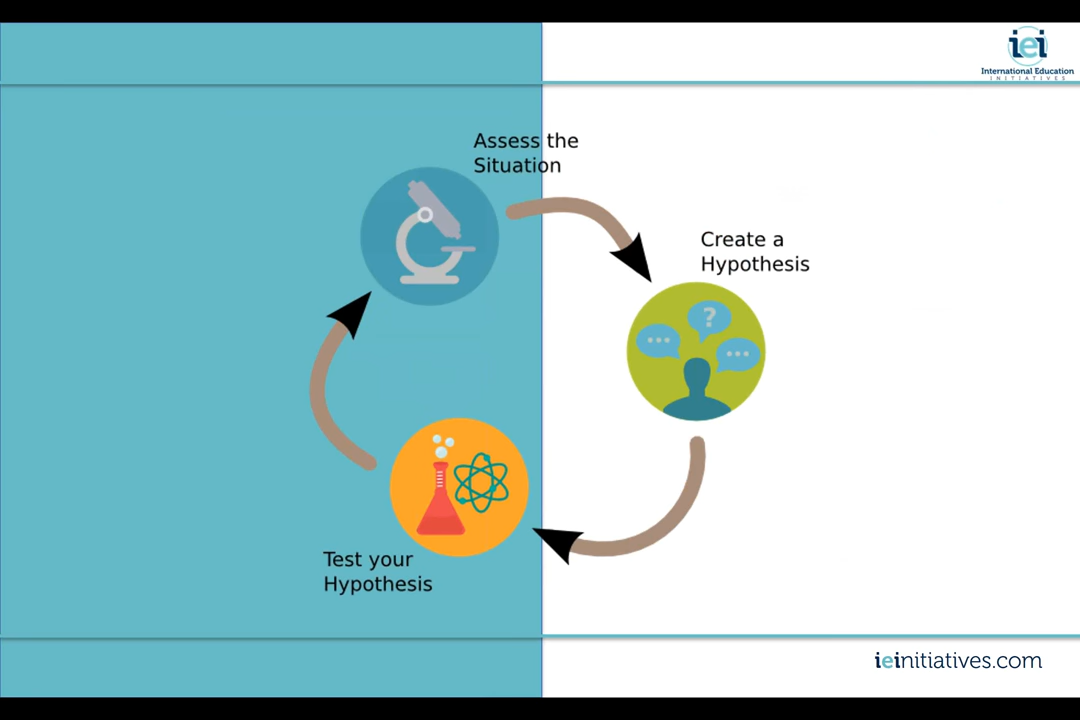 iei
International Education
INITIATIVES
Assess the
Situation
Create a
Hypothesis
?
Test your
Hypothesis
ieinitiatives.com